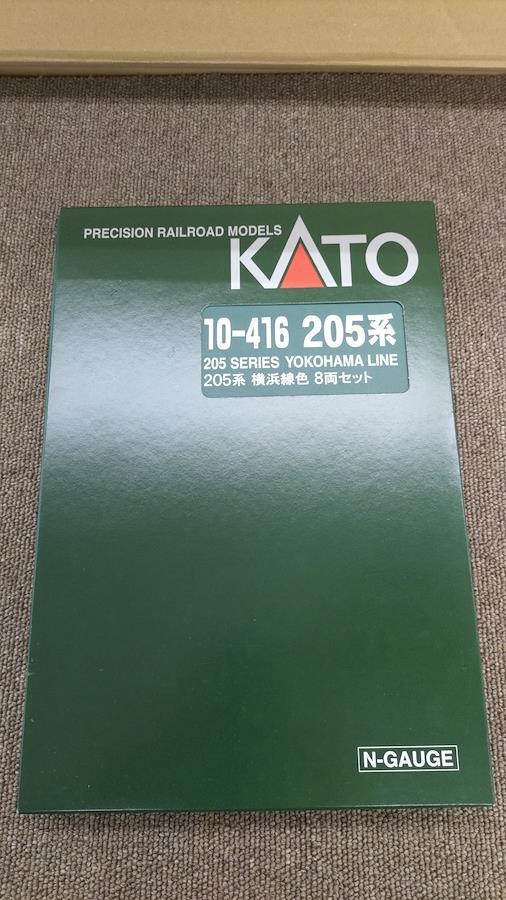 PRECISION RAILROAD MODELS
KATO
10-416 205系
205 SERIES YOKOHAMA LINE
205系 横浜線色 8両セット
N-GAUGE